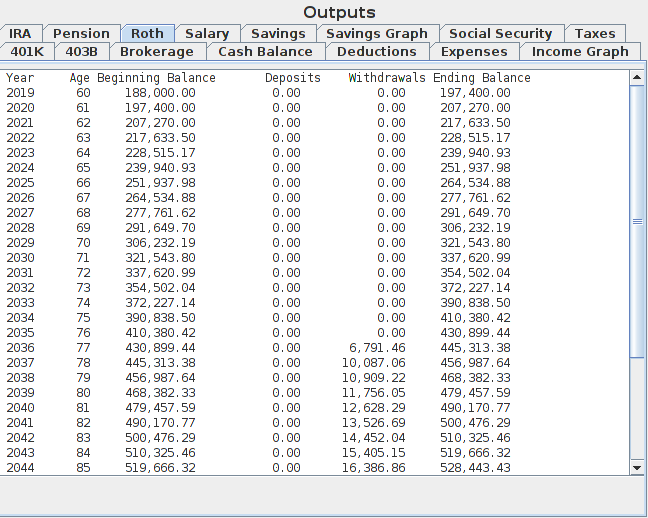 Outputs
IRA Pension Roth Salary Savings Savings Graph Social Security Taxes
401K 403B Brokerage Cash Balance Deductions Expenses Income Graph
Year Age Beginning Balance Deposits Withdrawals Ending Balance
2019 60 188,000.00 0.00 0.00 197,400.00
2020 61 197,400.00 0.00 0.00 207,270.00
2021 62 207,270.00 0.00 0.00 217,633.50
2022 63 217,633.50 0.00 0.00 228,515.17
2023 64 228,515.17 0.00 0.00 239,940.93
2024 65 239,940.93 0.00 0.00 251,937.98
2025 66 251,937.98 0.00 0.00 264,534.88
2026 67 264,534.88 0.00 0.00 277,761.62
2027 68 277,761.62 0.00 0.00 291,649.70
2028 69 291,649.70 0.00 0.00 306,232.19
2029 70 306,232.19 0.00 0.00 321,543.80
2030 71 321,543.80 0.00 0.00 337,620.99
2031 72 337,620.99 0.00 0.00 354,502.04
2032 73 354,502.04 0.00 0.00 372,227.14
2033 74 372,227.14 0.00 0.00 390,838.50
2034 75 390,838.50 0.00 0.00 410,380.42
2035 76 410,380.42 0.00 0.00 430,899.44
2036 77 430,899.44 0.00 6,791.46 445,313.38
2037 78 445,313.38 0.00 10,087.06 456,987.64
2038 79 456,987.64 0.00 10,909.22 468,382.33
2039 80 468,382.33 0.00 11,756.05 479,457.59
2040 81 479,457.59 0.00 12,628.29 490,170.77
2041 82 490,170.77 0.00 13,526.69 500,476.29
2042 83 500,476.29 0.00 14,452.04 510,325.46
2043 84 510,325.46 0.00 15,405.15 519,666.32
2044 85 519,666.32 0.00 16,386.86 528,443.43